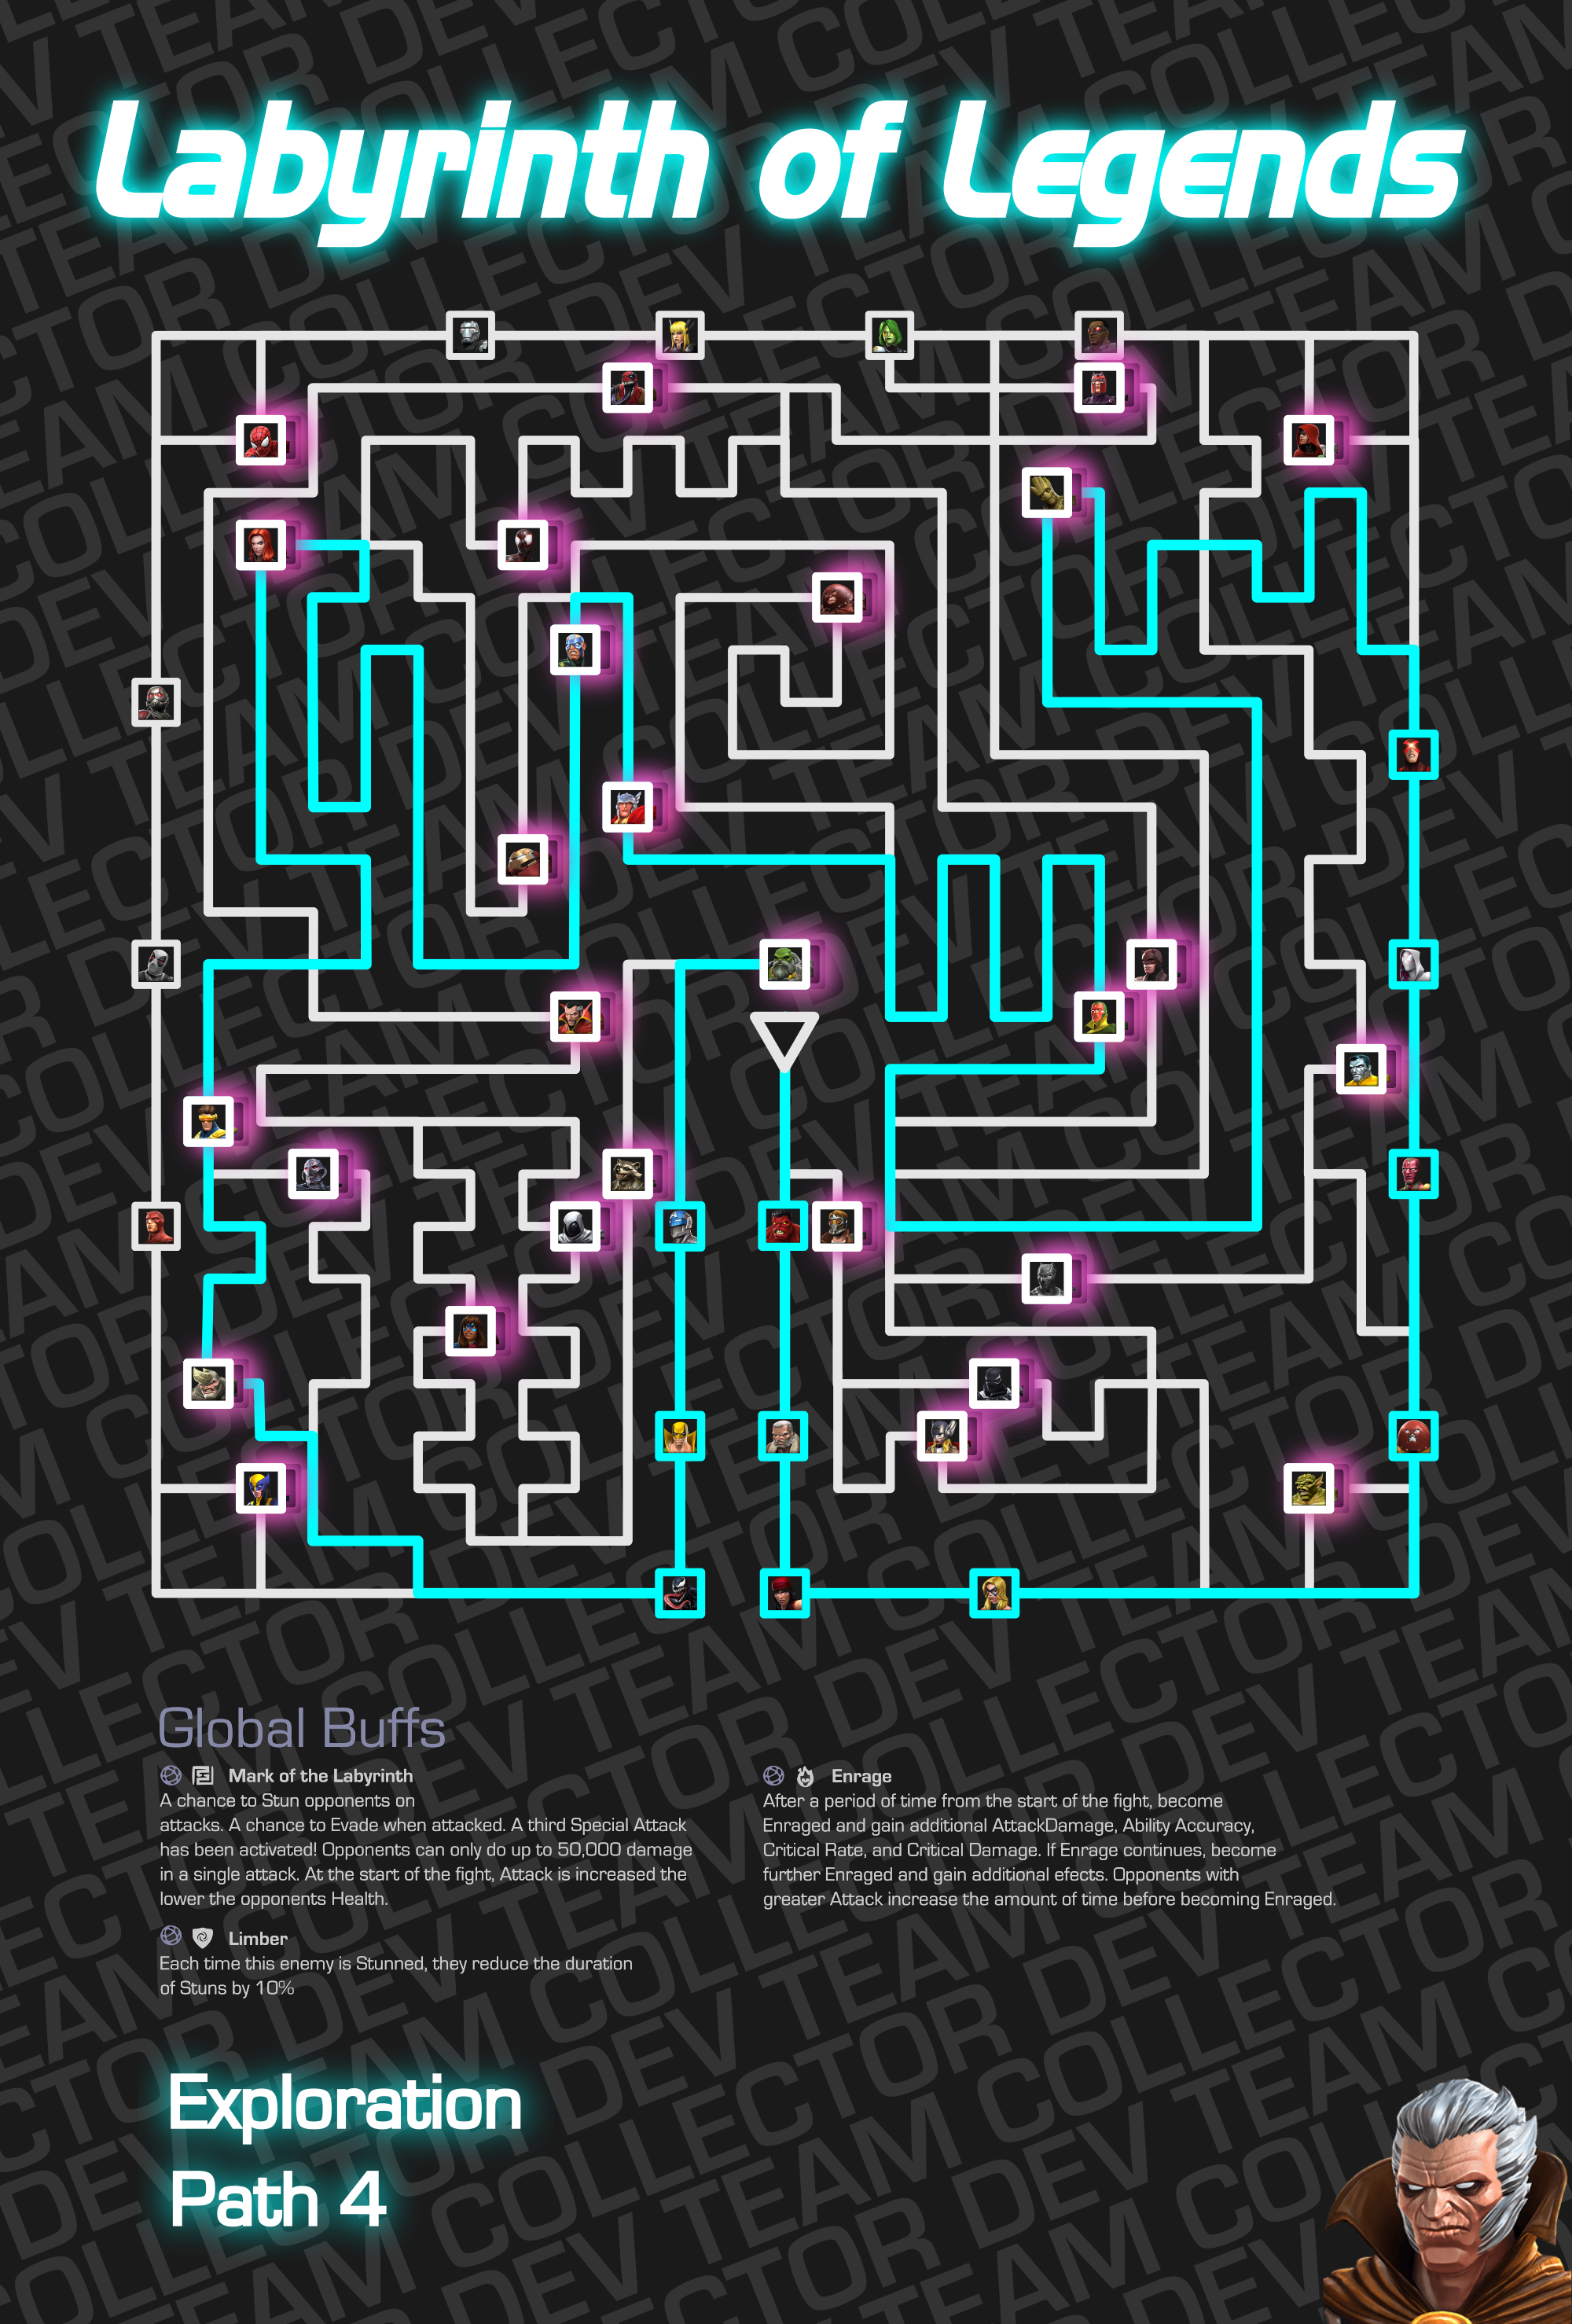 Labyrinth of Legends
Global Buffs
Mark of the Labyrinth
A chance to Stun opponents on
attacks. A chance to Evade when attacked. A third Special Attack
has been activated! Opponents can only do up to 50,000 damage
in a single attack. At the start of the fight, Attack is increased the
lower the opponents Health.
Limber
Each time this enemy is Stunned, they reduce the duration
of Stuns by 10%
Enrage
After a period of time from the start of the fight, become
Enraged and gain additional AttackDamage, Ability Accuracy,
Critical Rate, and Critical Damage. If Enrage continues, become
further Enraged and gain additional efects. Opponents with
greater Attack increase the amount of time before becoming Enraged.
Exploration
Path 4
COLLECTOR DEV TEAM